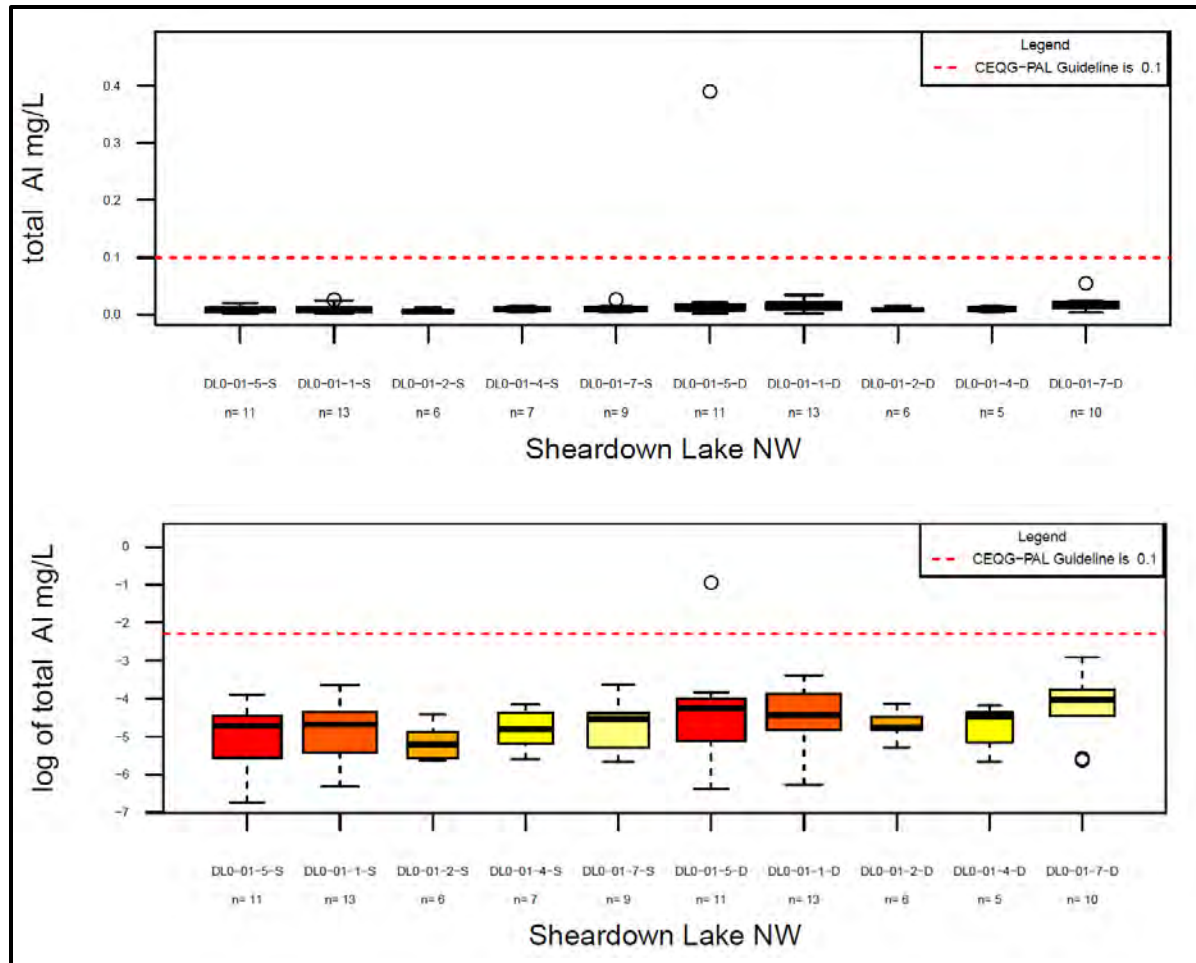 Legend
CEQG-PAL Guideline is 0.1
total Al mg/L
0.4
0.3
0.2
0.1
0.0
DL0-01-5-S DL0-01-1-S DL0-01-2-S DL0-01-4-S DL0-01-7-S DL0-01-5-D DL0-01-1-D DL0-01-2-D DL0-01-4-D DL0-01-7-D
n= 11 n= 13 n= 6 n= 7 n= 9 n= 11 n= 13 n= 6 n= 5 n= 10
Sheardown Lake NW
Legend
CEQG-PAL Guideline is 0.1
log of total Al mg/L
0
-1
-2
-3
-4
-5
-6
-7
DL0-01-5-S DL0-01-1-S DL0-01-2-S DL0-01-4-S DL0-01-7-S DL0-01-5-D DL0-01-1-D DL0-01-2-D DL0-01-4-D DL0-01-7-D
n= 11 n= 13 n= 6 n= 7 n= 9 n= 11 n= 13 n= 6 n= 5 n= 10
Sheardown Lake NW